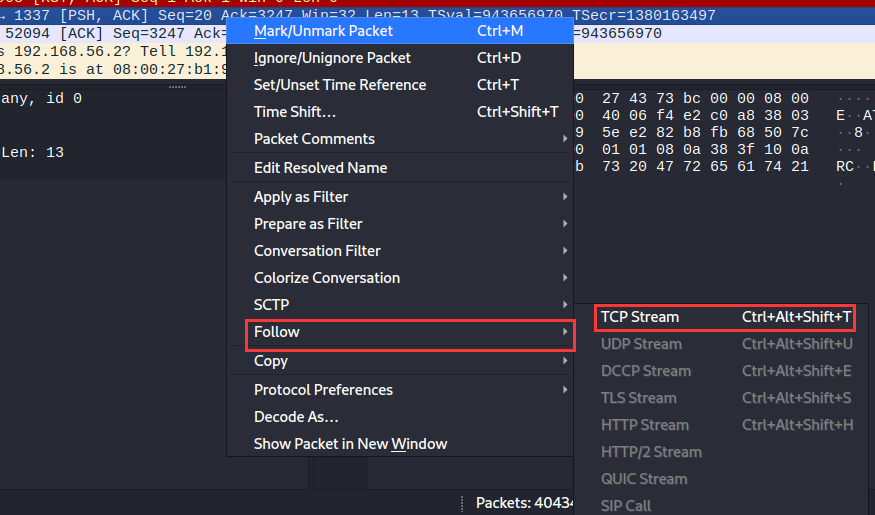 1337 [PSH, ACK] Seq=20 Ack=3247 Win=32 Len=13 TSval=943656970 TSecr=1380163497
52094 [ACK] Seq=3247 Ack= =943656970
s 192.168.56.2? Tell 192.1
8.56.2 is at 08:00:27:b1:9
any, id 0
Len: 13
Mark/Unmark Packet Ctrl+M
Ignore/Unignore Packet Ctrl+D
Set/Unset Time Reference Ctrl+T
Time Shift... Ctrl+Shift+T
Packet Comments
Edit Resolved Name
Apply as Filter
Prepare as Filter
Conversation Filter
Colorize Conversation
SCTP
Follow
Copy
Protocol Preferences
Decode As...
Show Packet in New Window
0 27 43 73 bc 00 00 08 00 ····
00 40 06 f4 e2 c0 a8 38 03 E··AT
9 5e e2 82 b8 fb 68 50 7c ··8·
00 01 01 08 0a 38 3f 10 0a ···
b 73 20 47 72 65 61 74 21 RC··
TCP Stream Ctrl+Alt+Shift+T
UDP Stream Ctrl+Alt+Shift+U
DCCP Stream Ctrl+Alt+Shift+E
TLS Stream Ctrl+Alt+Shift+S
HTTP Stream Ctrl+Alt+Shift+H
HTTP/2 Stream
QUIC Stream
SIP Call
Packets: 40434